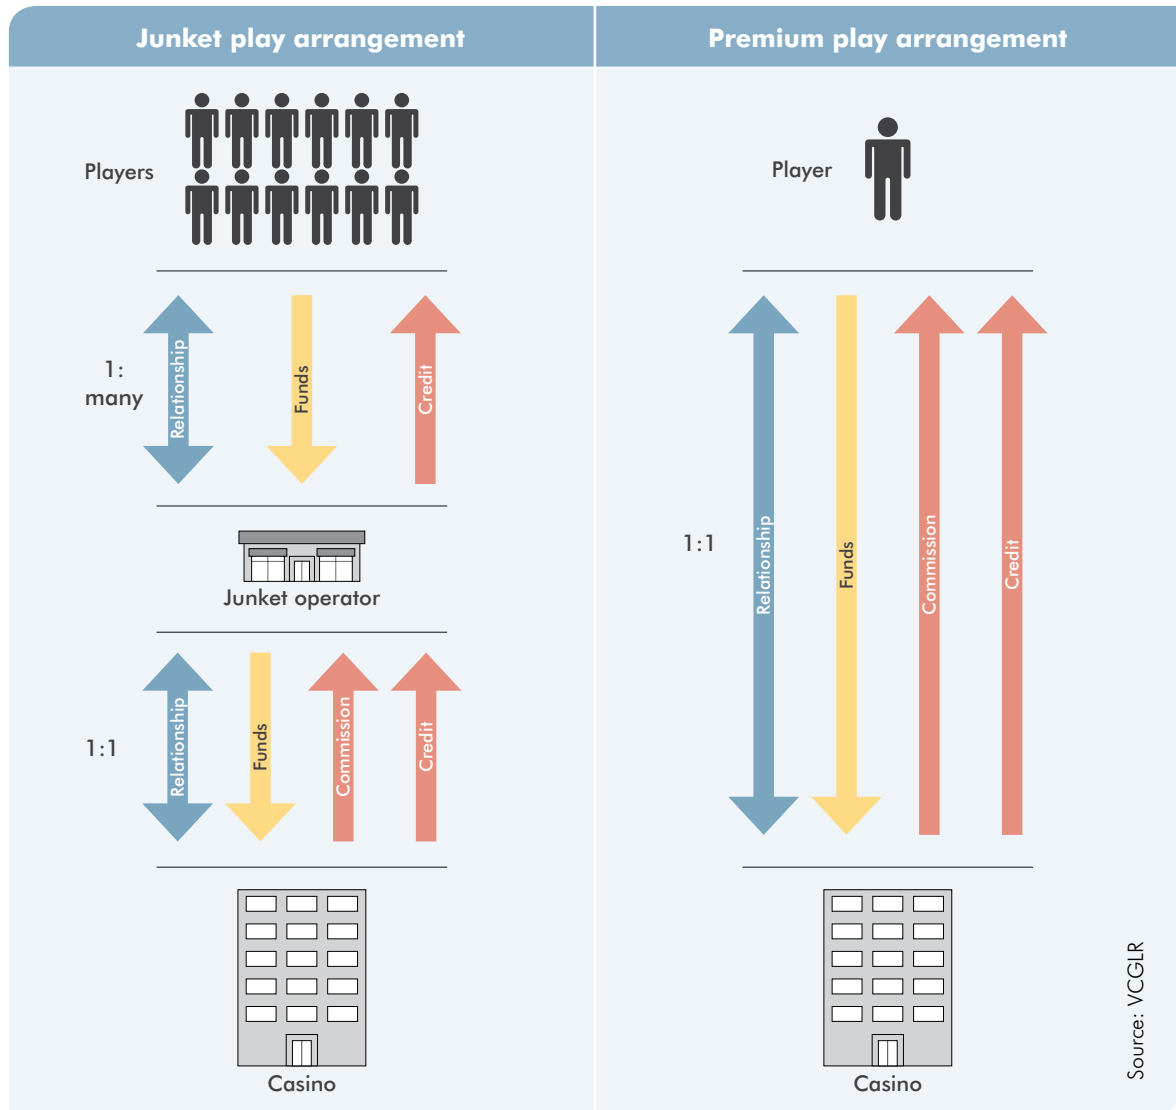 Junket play arrangement
Players
1:
many
Relationship
Funds
Credit
Junket operator
1:1
Relationship
Funds
Commission
Credit
Casino
Premium play arrangement
Player
1:1
Relationship
Funds
Commission
Credit
Casino
Source: VCGLR